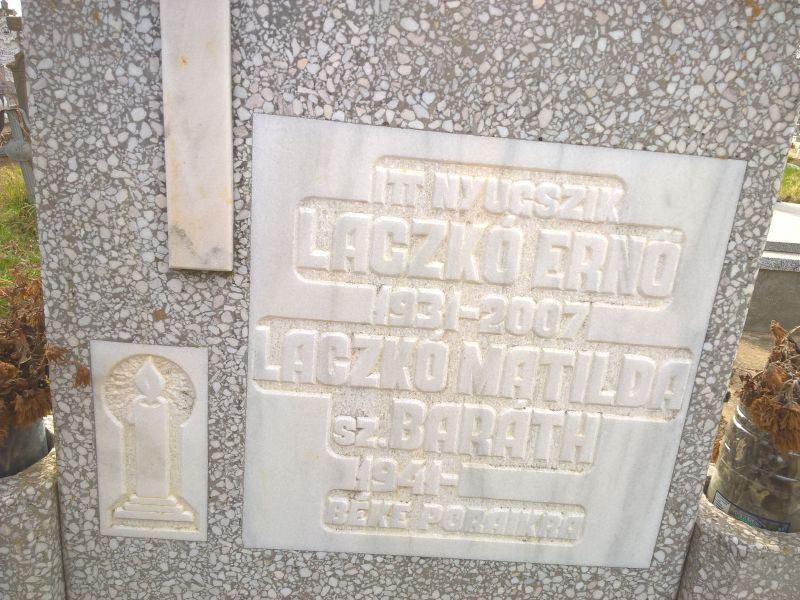 ITT NYUGSZIK
LACZKÓ ERNŐ
1931-2007
LACZKÓ MATILDA
SZ. BARÁTH
1941-
BÉKE PORAIKRA